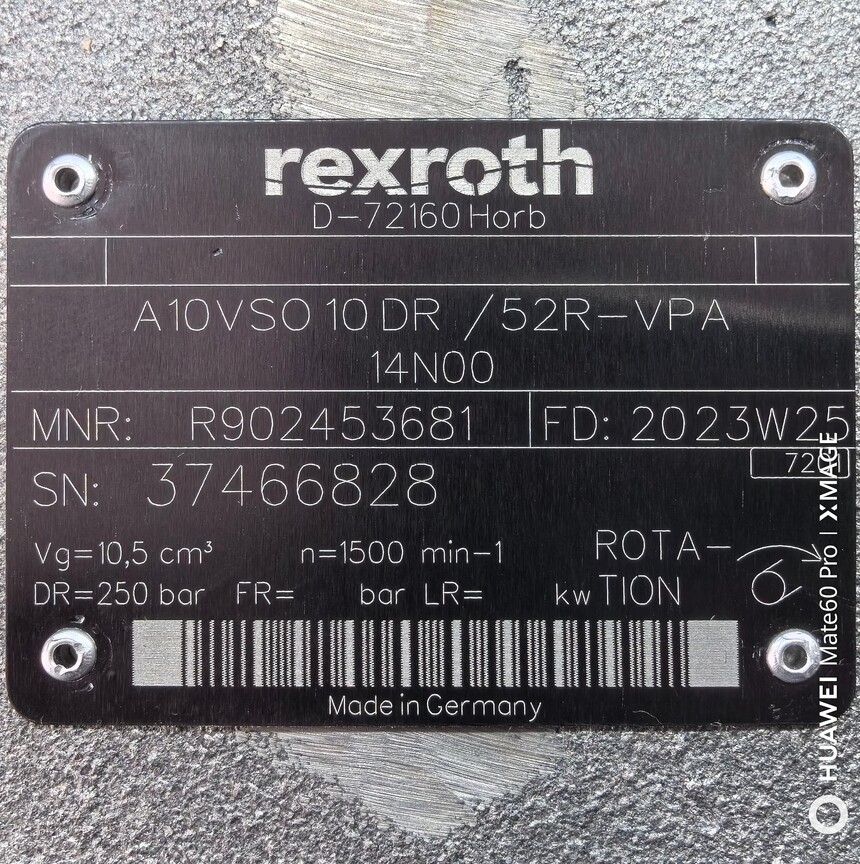 rexroth
D-72160 Horb
A10VSO 10 DR /52R-VPA
14N00
MNR: R902453681 FD: 2023W25
SN: 37466828
Vg=10,5 cm³ n=1500 min-1 ROTA-
DR=250 bar FR= bar LR= kw TION
Made in Germany
HUAWEI Mate60 Pro | XMAGE